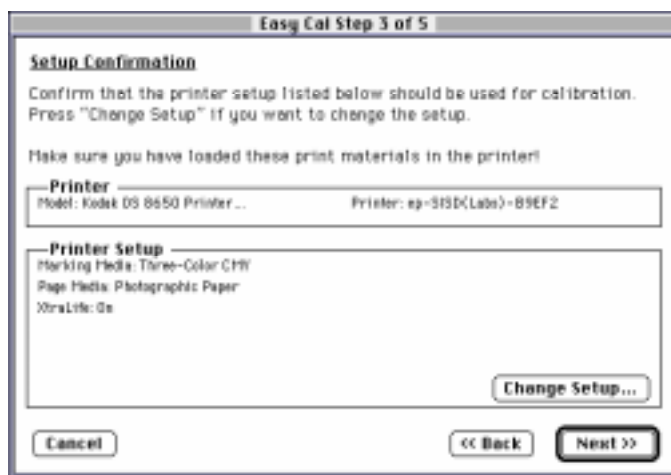 Easy Cal Step 3 of 5
Setup Confirmation
Confirm that the printer setup listed below should be used for calibration.
Press "Change Setup" if you want to change the setup.
Make sure you have loaded these print materials in the printer!
Printer
Model: Kodak DS 8650 Printer... Printer: ep-SISD(Labs)-89EF2
Printer Setup
Marking Media: Three-Color CMY
Page Media: Photographic Paper
XtraLife: On
Change Setup...
Cancel << Back Next >>